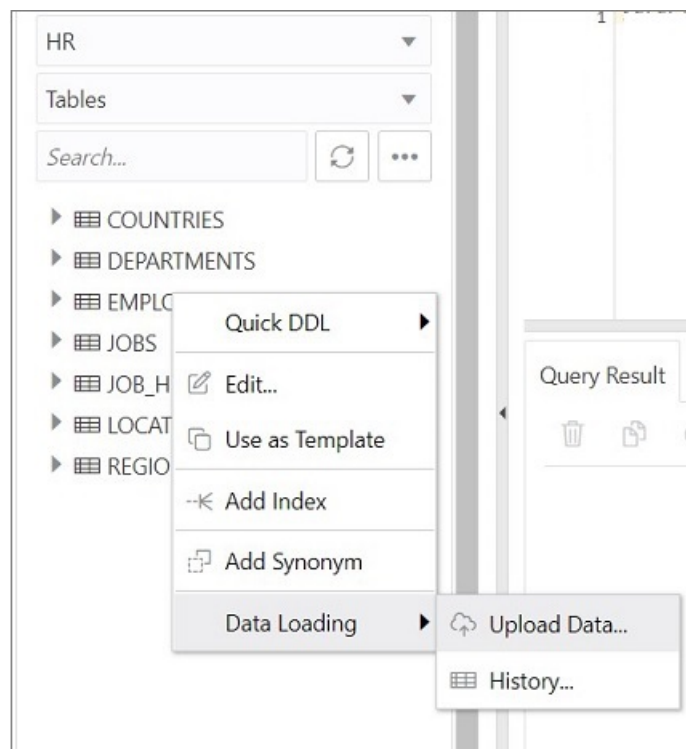 1
HR
Tables
Search...
COUNTRIES
DEPARTMENTS
EMPLO
JOBS
JOB_H
LOCAT
REGIO
Quick DDL
Edit...
Use as Template
Add Index
Add Synonym
Data Loading
Upload Data...
History...
Query Result